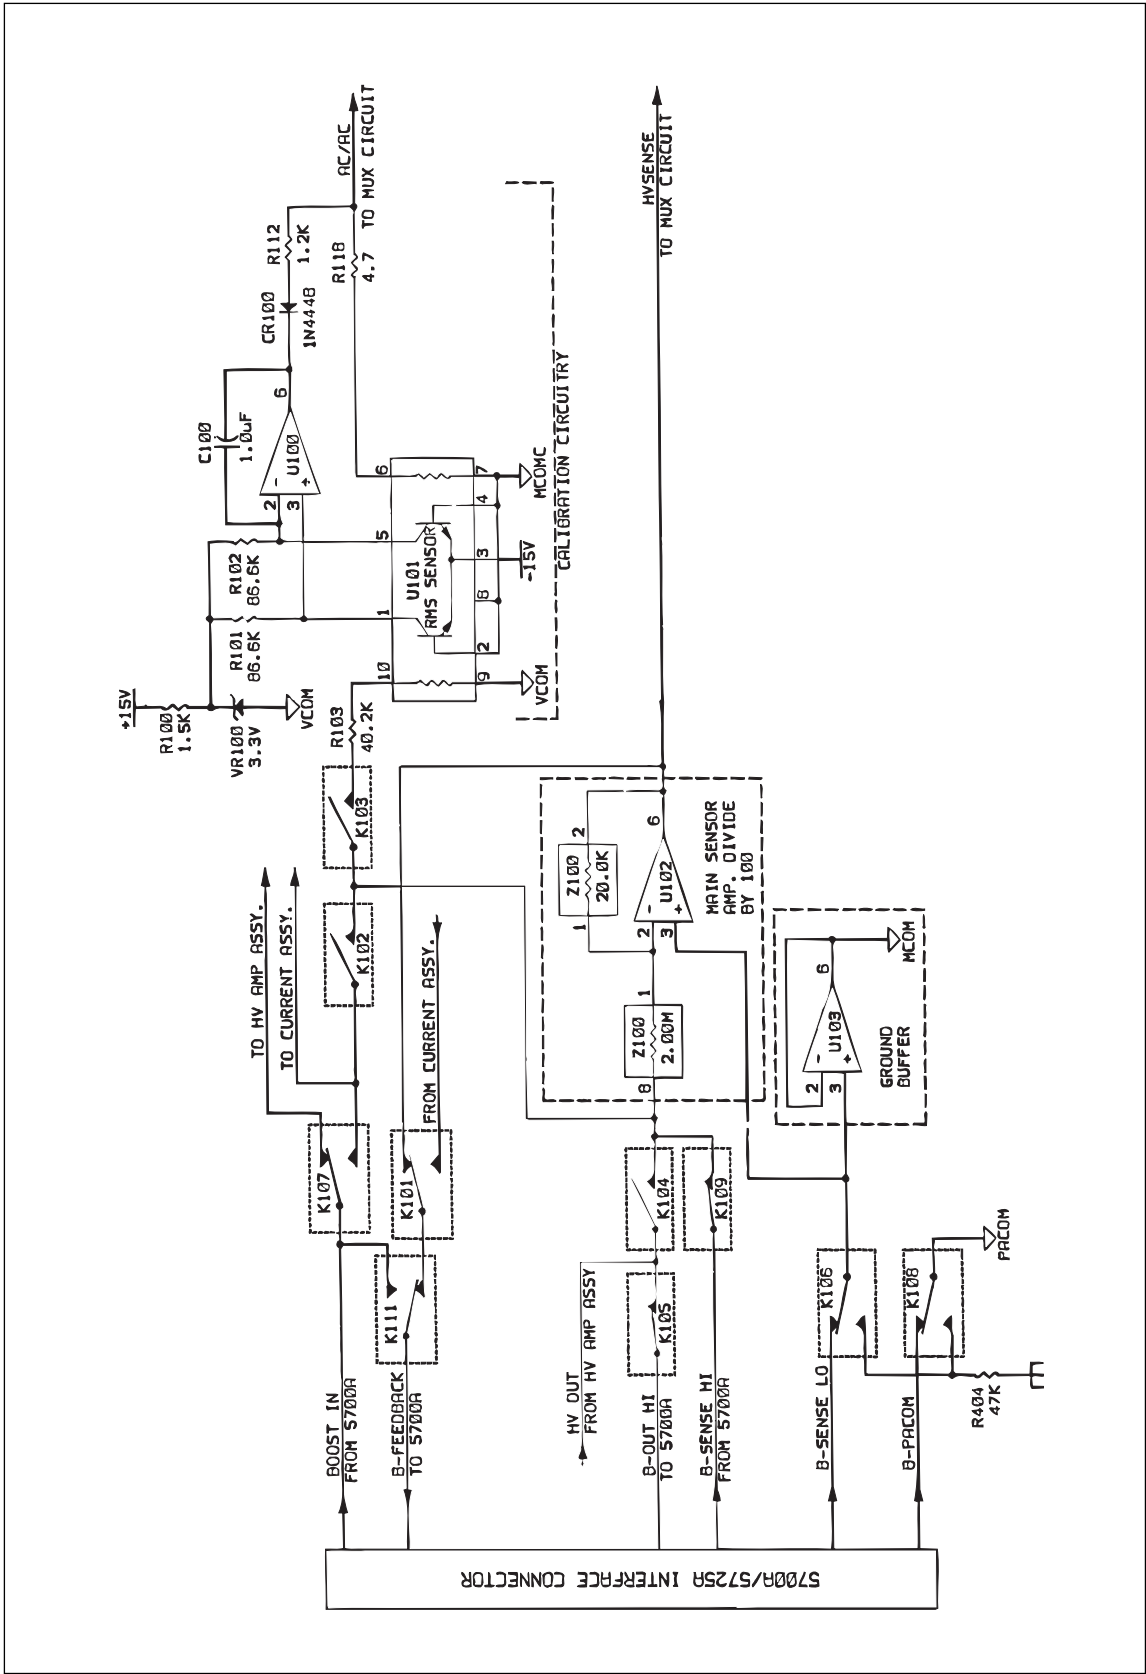 +15V
R100
1.5K
VR100
3.3V
VCOM
R101
86.6K
R102
86.6K
C100
1.0uF
2
3
-
+
U100
6
CR100
1N4448
R112
1.2K
AC/AC
TO MUX CIRCUIT
R118
4.7
R103
40.2K
10
1
5
6
U101
RMS SENSOR
9
2
8
3
4
7
VCOM
-15V
MCOMC
CALIBRATION CIRCUITRY
K103
K102
TO HV AMP ASSY.
TO CURRENT ASSY.
FROM CURRENT ASSY.
K107
K101
K111
BOOST IN
FROM 5700A
B-FEEDBACK
TO 5700A
HV OUT
FROM HV AMP ASSY
B-OUT HI
TO 5700A
K105
K104
B-SENSE HI
FROM 5700A
K109
8
Z100
2.00M
1
1
Z100
20.0K
2
2
3
-
+
U102
6
MAIN SENSOR
AMP. DIVIDE
BY 100
HVSENSE
TO MUX CIRCUIT
2
3
-
+
U103
6
MCOM
GROUND
BUFFER
B-SENSE LO
K106
B-PACOM
K108
PACOM
R404
47K
5700A/5725A INTERFACE CONNECTOR